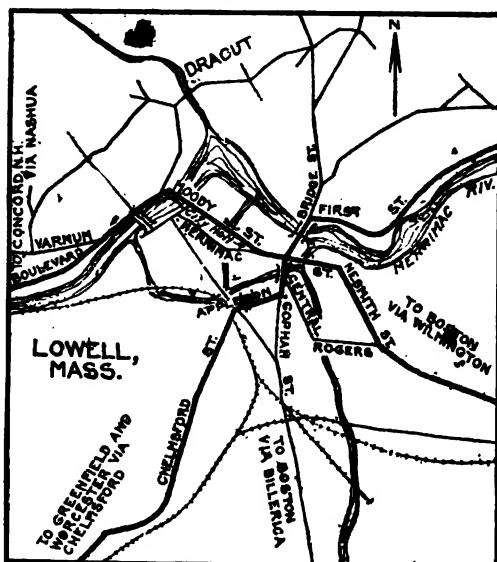 N
DRACUT
TO CONCORD, N.H.
VIA NASHUA
MOODY
ST.
MERRIMAC
BRIDGE ST.
FIRST
ST.
MERRIMAC
RIV.
VARNUM
BOULEVARD
ST.
NESMITH ST.
CENTRAL
GORHAM ST.
ROGERS
TO BOSTON
VIA WILMINGTON
LOWELL,
MASS.
CHELMSFORD
ST.
TO GREENFIELD AND
WORCESTER VIA
CHELMSFORD
TO BOSTON
VIA BILLERICA